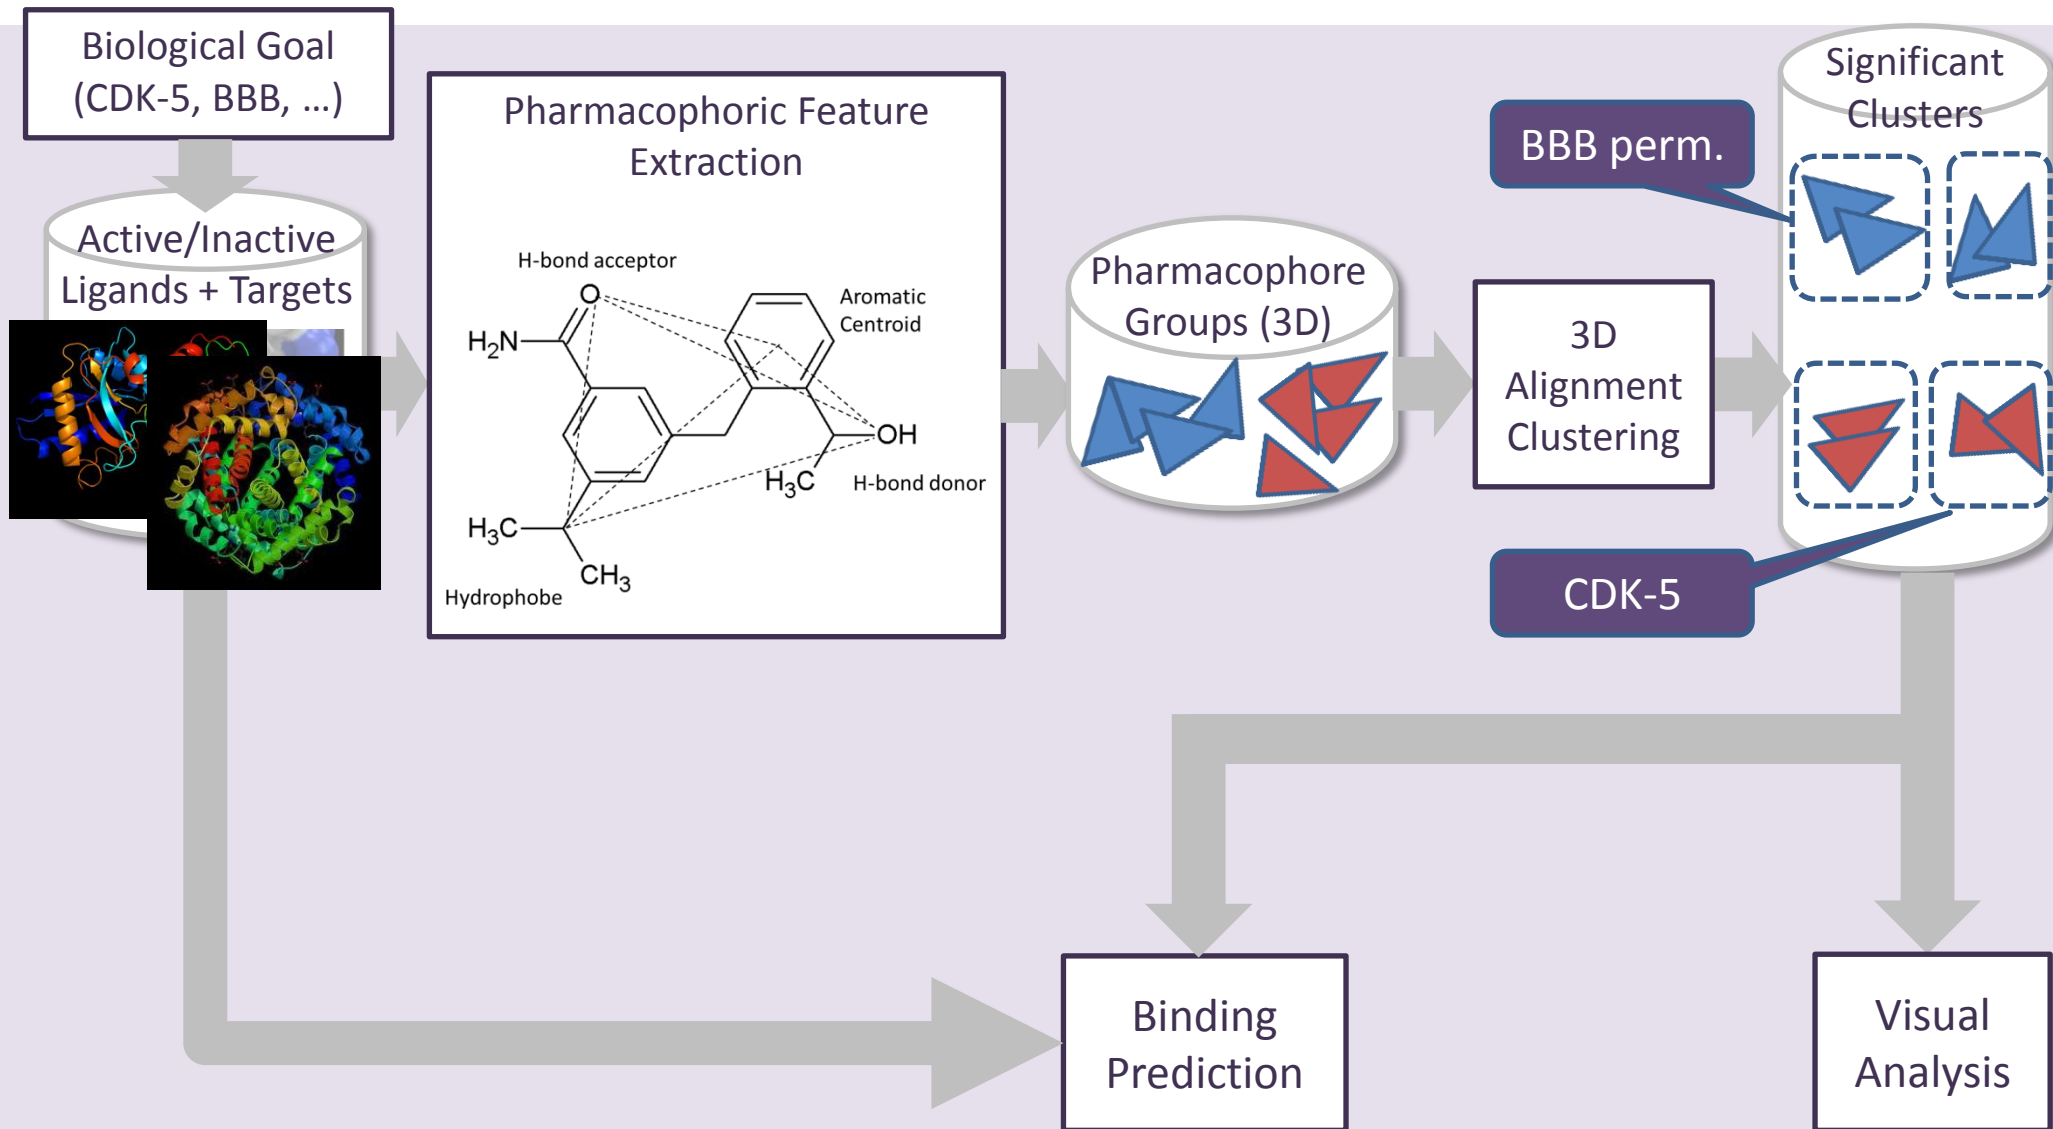 Biological Goal
(CDK-5, BBB, ...)
Active/Inactive
Ligands + Targets
Pharmacophoric Feature
Extraction
H-bond acceptor
O
Aromatic
Centroid
H₂N
OH
H₃C
H-bond donor
H₃C
CH₃
Hydrophobe
Pharmacophore
Groups (3D)
3D
Alignment
Clustering
Significant
Clusters
BBB perm.
CDK-5
Binding
Prediction
Visual
Analysis